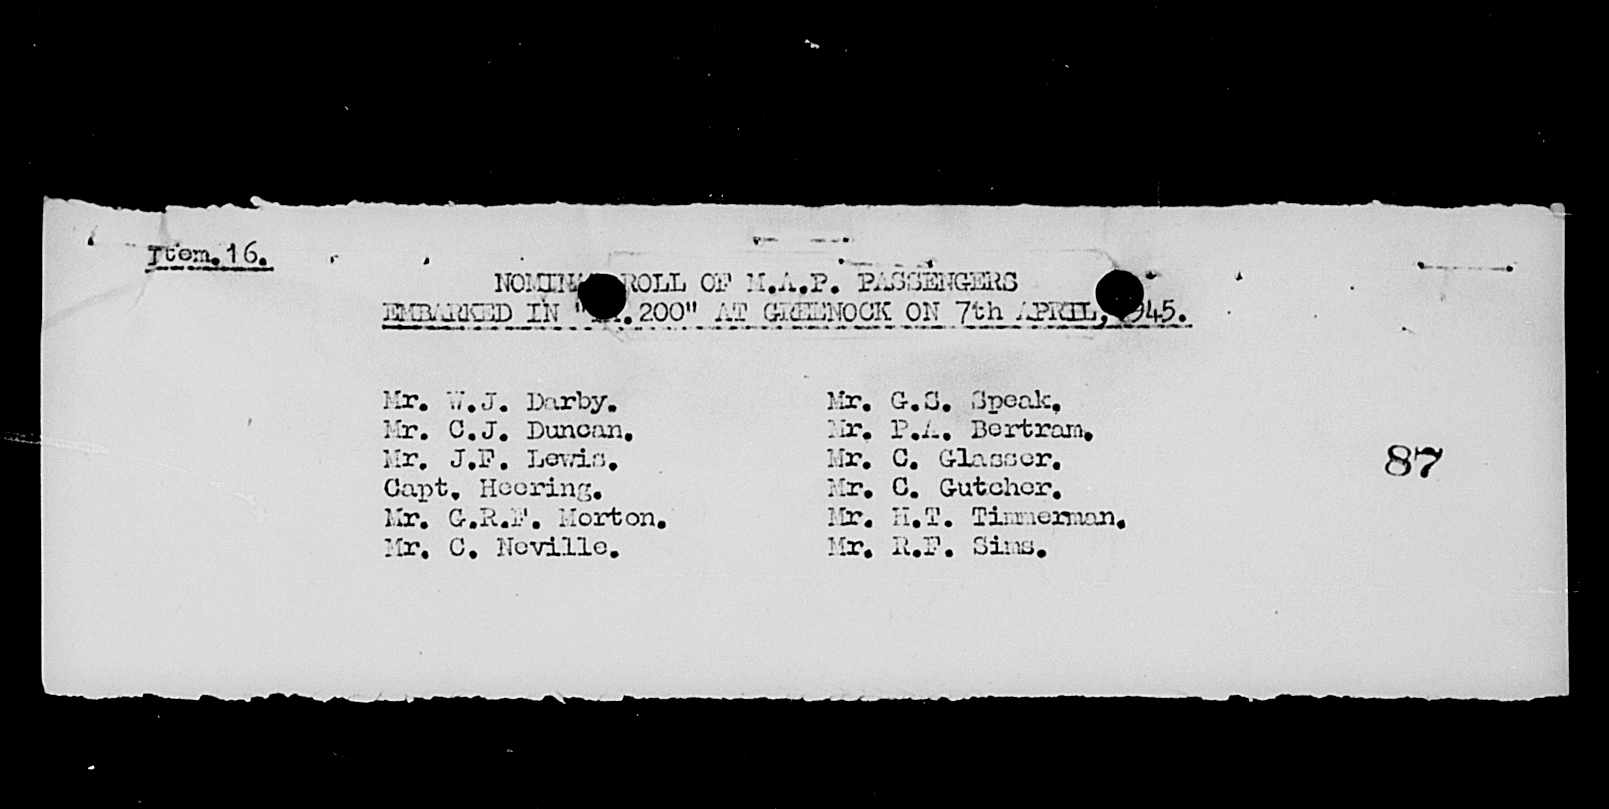 Item.16.
NOMINAL ROLL OF M.A.P. PASSENGERS
EMBARKED IN " .200" AT GREENOCK ON 7th APRIL, 1945.
Mr. W.J. Darby.
Mr. C.J. Duncan.
Mr. J.F. Lewis.
Capt. Heering.
Mr. G.R.F. Morton.
Mr. C. Neville.
Mr. G.S. Speak.
Mr. P.A. Bertram.
Mr. C. Glasser.
Mr. C. Gutcher.
Mr. H.T. Timmerman.
Mr. R.F. Sims.
87